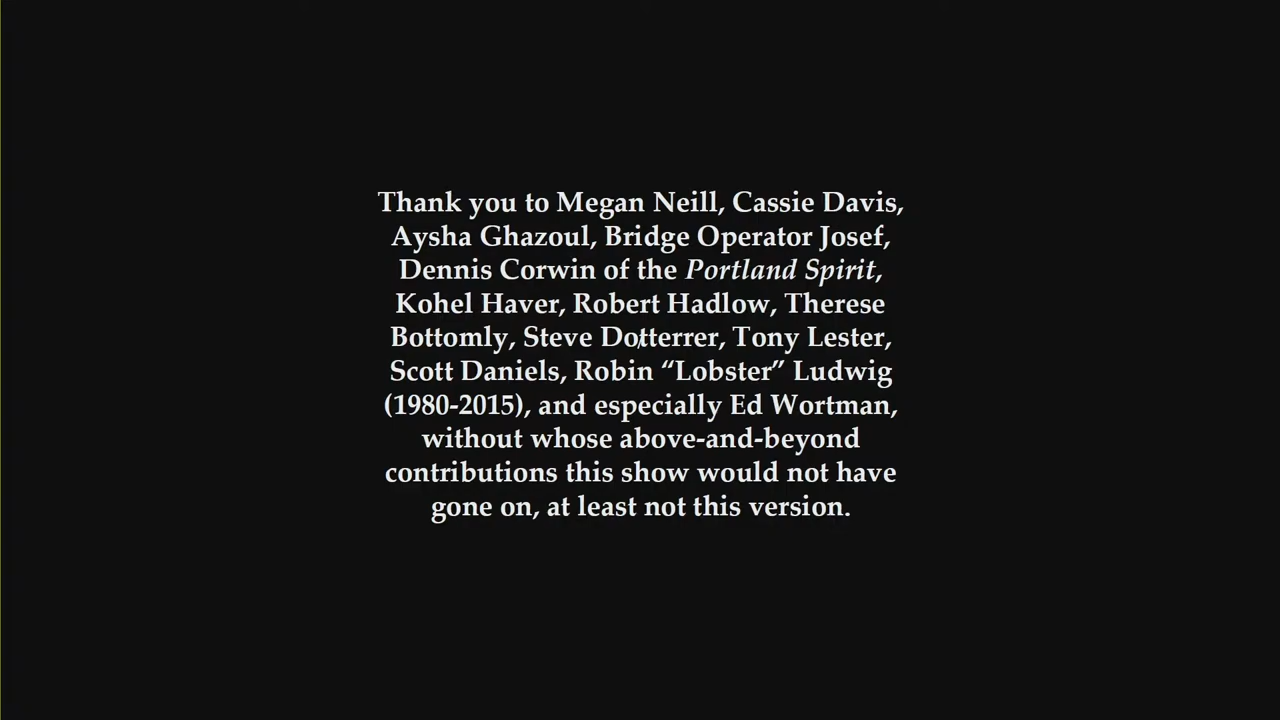 Thank you to Megan Neill, Cassie Davis,
Aysha Ghazoul, Bridge Operator Josef,
Dennis Corwin of the Portland Spirit,
Kohel Haver, Robert Hadlow, Therese
Bottomly, Steve Dotterrer, Tony Lester,
Scott Daniels, Robin “Lobster” Ludwig
(1980-2015), and especially Ed Wortman,
without whose above-and-beyond
contributions this show would not have
gone on, at least not this version.